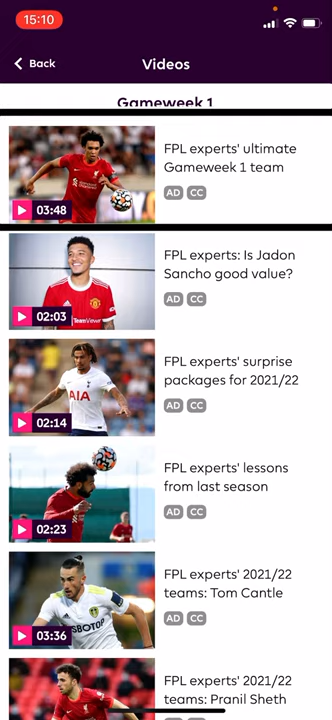 15:10
Back
Videos
Gameweek 1
FPL experts' ultimate
Gameweek 1 team
03:48
AD CC
FPL experts: Is Jadon
Sancho good value?
TeamViewer
02:03
AD CC
FPL experts' surprise
packages for 2021/22
AIA
02:14
AD CC
FPL experts' lessons
from last season
02:23
AD CC
FPL experts' 2021/22
teams: Tom Cantle
SBOTOP
03:36
AD CC
FPL experts' 2021/22
teams: Pranil Sheth